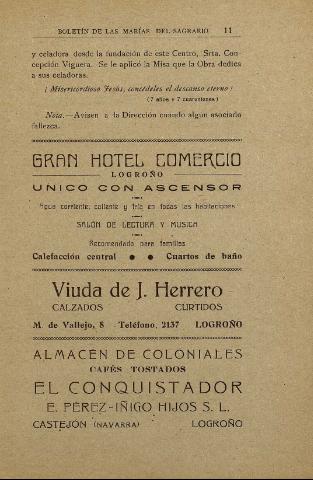 BOLETÍN DE LAS MARÍAS DEL SAGRARIO 11
y celadora desde la fundación de este Centro, Srta. Con-
cepción Viguera. Se le aplicó la Misa que la Obra dedica
a sus celadoras.
¡ Misericordioso Jesús, concédeles el descanso eterno !
(7 años y 7 cuarentenas)
Nota.—Avisen a la Dirección cuando algun asociado
fallezca.
GRAN HOTEL COMERCIO
LOGROÑO
UNICO CON ASCENSOR
Agua corriente, caliente y fría en todas las habitaciones
SALÓN DE LECTURA Y MUSICA
Recomendado para familias
Calefacción central ● ● Cuartos de baño
Viuda de J. Herrero
CALZADOS CURTIDOS
M. de Vallejo, 8 - Teléfono, 2137 LOGROÑO
ALMACEN DE COLONIALES
CAFÉS TOSTADOS
EL CONQUISTADOR
E. PÉREZ-IÑIGO HIJOS S. L.
CASTEJÓN (NAVARRA) LOGROÑO